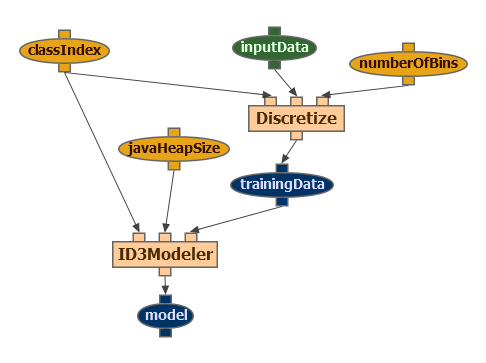 classIndex
inputData
numberOfBins
Discretize
javaHeapSize
trainingData
ID3Modeler
model